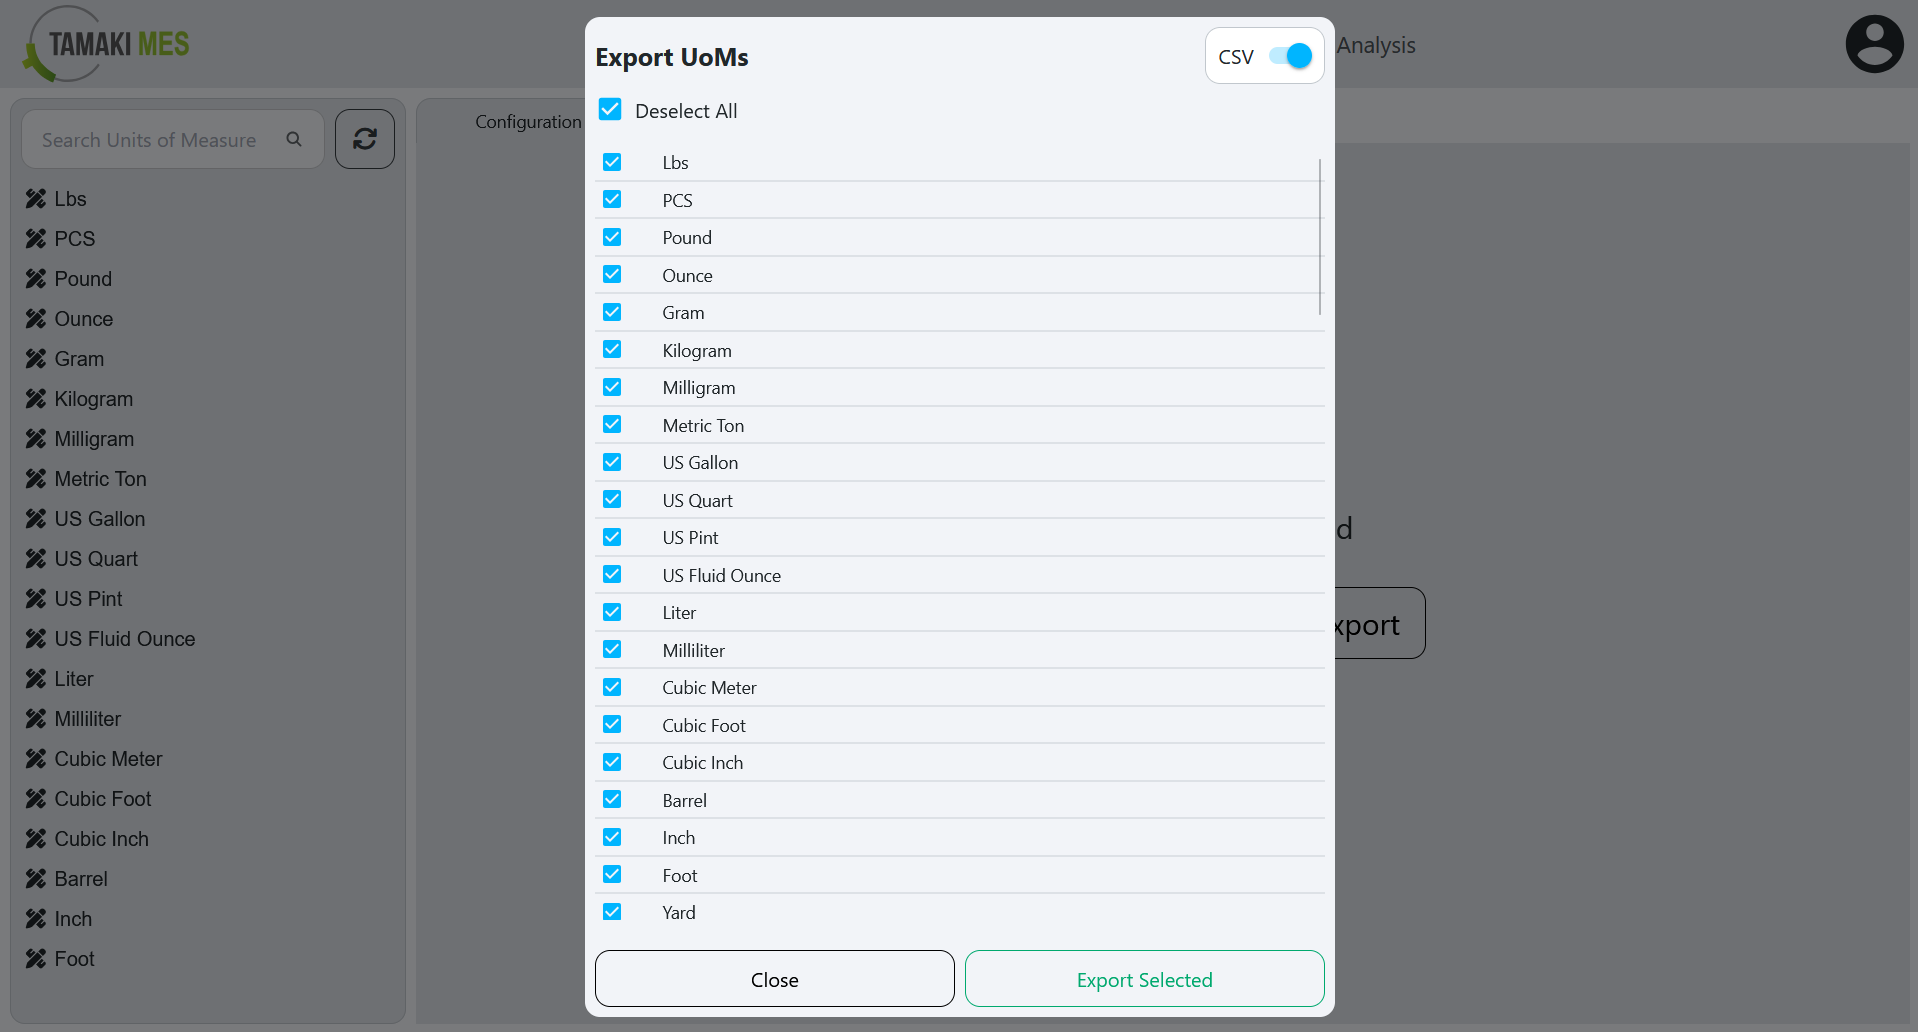 TAMAKI MES
Analysis
Search Units of Measure
Lbs
PCS
Pound
Ounce
Gram
Kilogram
Milligram
Metric Ton
US Gallon
US Quart
US Pint
US Fluid Ounce
Liter
Milliliter
Cubic Meter
Cubic Foot
Cubic Inch
Barrel
Inch
Foot
Configuration
Export UoMs
CSV
Deselect All
Lbs
PCS
Pound
Ounce
Gram
Kilogram
Milligram
Metric Ton
US Gallon
US Quart
US Pint
US Fluid Ounce
Liter
Milliliter
Cubic Meter
Cubic Foot
Cubic Inch
Barrel
Inch
Foot
Yard
Close
Export Selected
d
xport